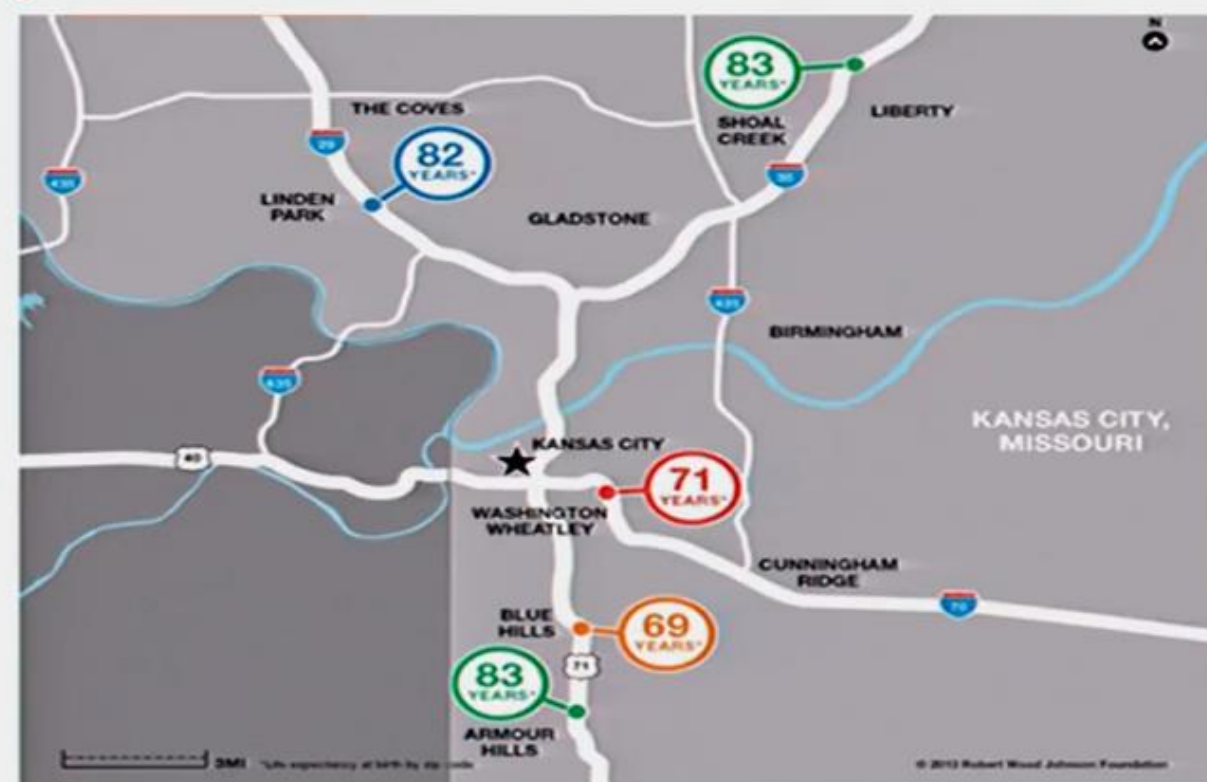 N
83
YEARS*
SHOAL
CREEK
LIBERTY
THE COVES
29
82
YEARS*
435
35
LINDEN
PARK
GLADSTONE
435
BIRMINGHAM
435
KANSAS CITY,
MISSOURI
KANSAS CITY
40
71
YEARS*
WASHINGTON
WHEATLEY
CUNNINGHAM
RIDGE
70
BLUE
HILLS
69
YEARS*
71
83
YEARS*
ARMOUR
HILLS
3MI
*Life expectancy at birth by zip code
© 2013 Robert Wood Johnson Foundation